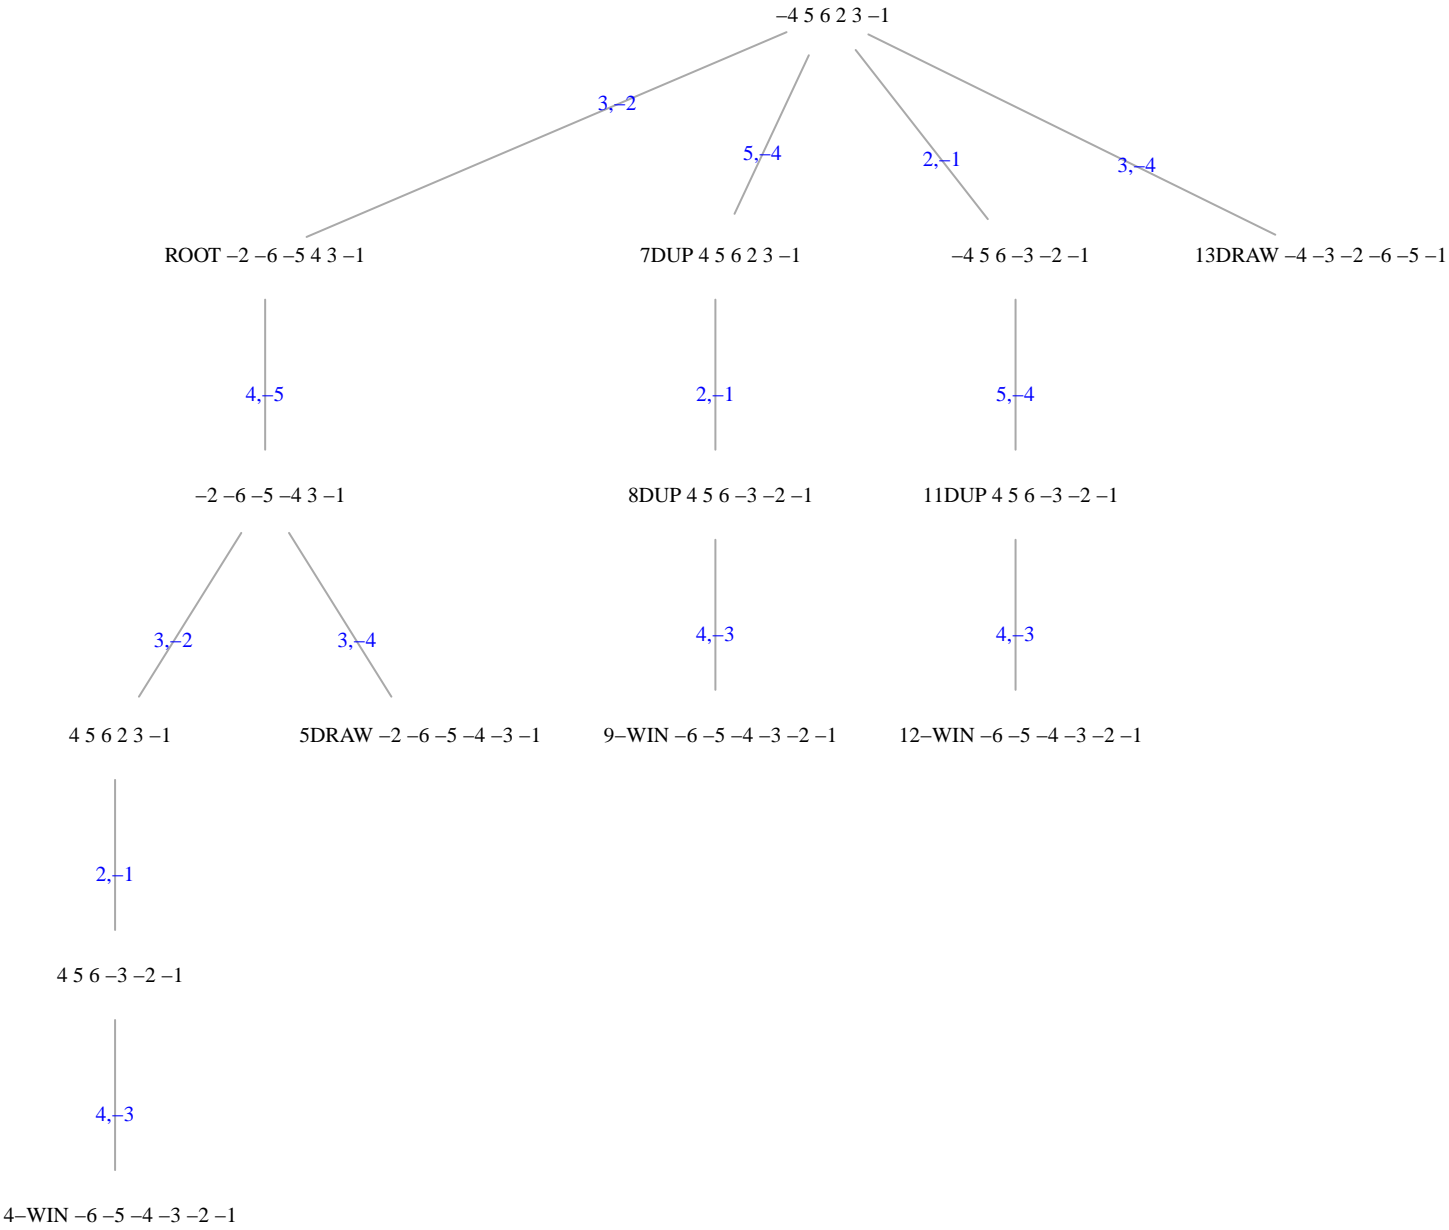 –4 5 6 2 3 –1
3,–2
5,–4
2,–1
3,–4
ROOT –2 –6 –5 4 3 –1
7DUP 4 5 6 2 3 –1
–4 5 6 –3 –2 –1
13DRAW –4 –3 –2 –6 –5 –1
4,–5
2,–1
5,–4
–2 –6 –5 –4 3 –1
8DUP 4 5 6 –3 –2 –1
11DUP 4 5 6 –3 –2 –1
3,–2
3,–4
4,–3
4,–3
4 5 6 2 3 –1
5DRAW –2 –6 –5 –4 –3 –1
9–WIN –6 –5 –4 –3 –2 –1
12–WIN –6 –5 –4 –3 –2 –1
2,–1
4 5 6 –3 –2 –1
4,–3
4–WIN –6 –5 –4 –3 –2 –1